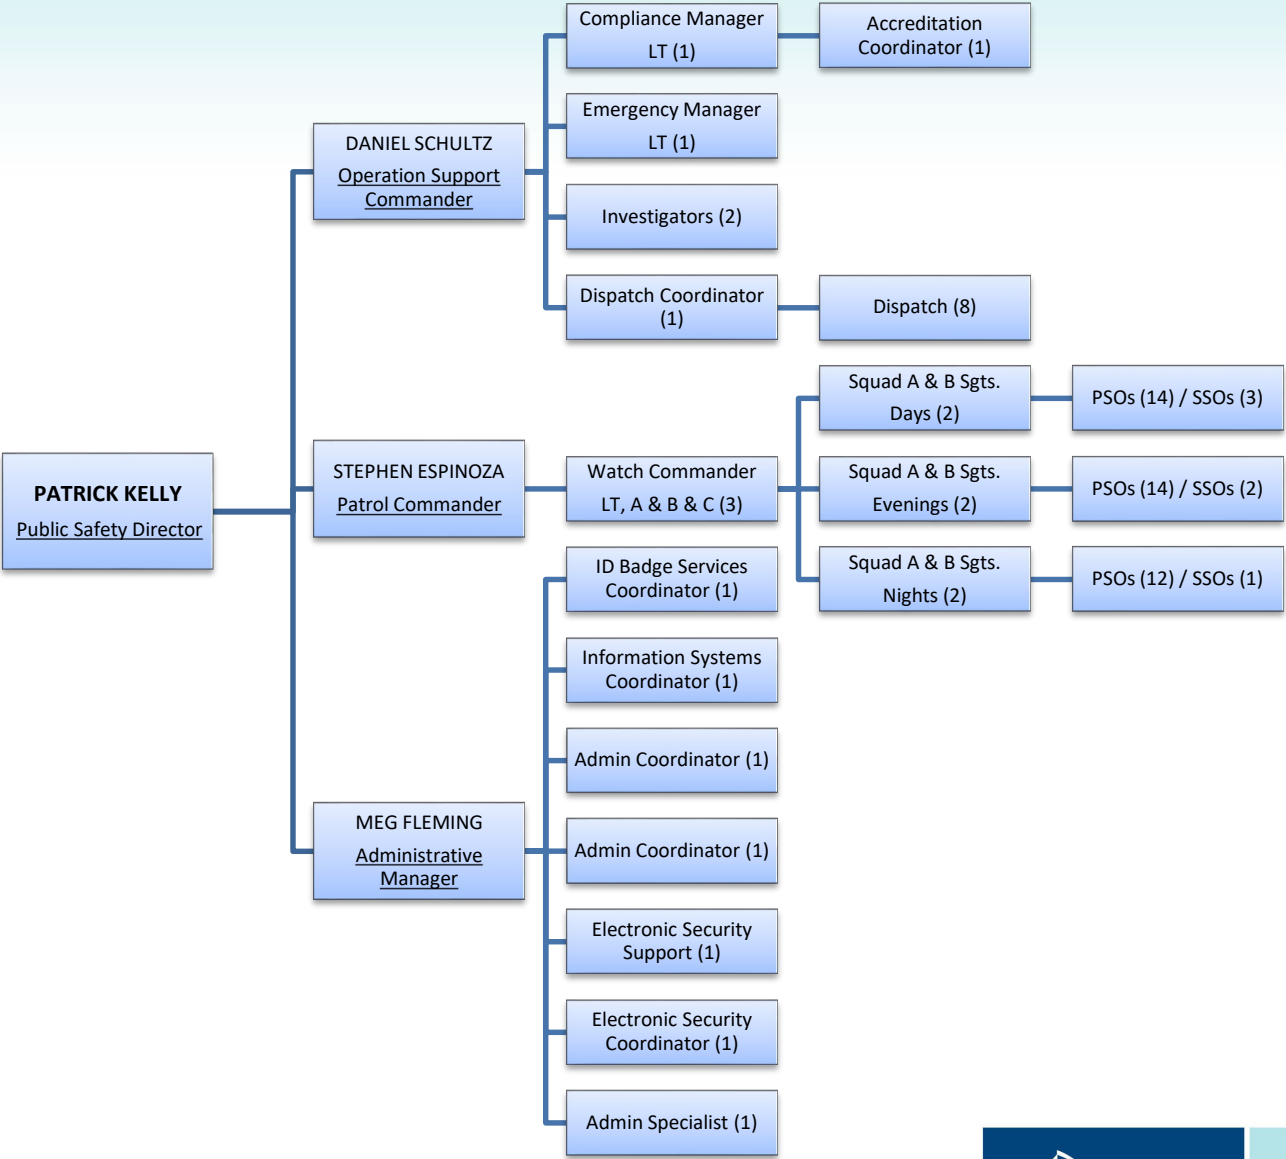 Compliance Manager
LT (1)
Accreditation
Coordinator (1)
Emergency Manager
LT (1)
DANIEL SCHULTZ
Operation Support
Commander
Investigators (2)
Dispatch Coordinator
(1)
Dispatch (8)
Squad A & B Sgts.
Days (2)
PSOs (14) / SSOs (3)
PATRICK KELLY
Public Safety Director
STEPHEN ESPINOZA
Patrol Commander
Watch Commander
LT, A & B & C (3)
Squad A & B Sgts.
Evenings (2)
PSOs (14) / SSOs (2)
Squad A & B Sgts.
Nights (2)
PSOs (12) / SSOs (1)
ID Badge Services
Coordinator (1)
Information Systems
Coordinator (1)
Admin Coordinator (1)
MEG FLEMING
Administrative
Manager
Admin Coordinator (1)
Electronic Security
Support (1)
Electronic Security
Coordinator (1)
Admin Specialist (1)